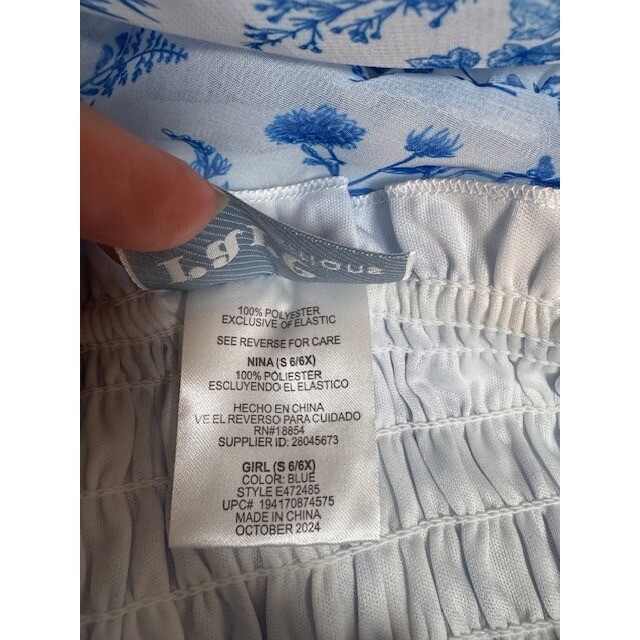 100% POLYESTER
EXCLUSIVE OF ELASTIC
SEE REVERSE FOR CARE
NINA (S 6/6X)
100% POLIÉSTER
ESCLUYENDO EL ELASTICO
HECHO EN CHINA
VE EL REVERSO PARA CUIDADO
RN#18854
SUPPLIER ID: 28045673
GIRL (S 6/6X)
COLOR: BLUE
STYLE E472485
UPC# 194170874575
MADE IN CHINA
OCTOBER 2024